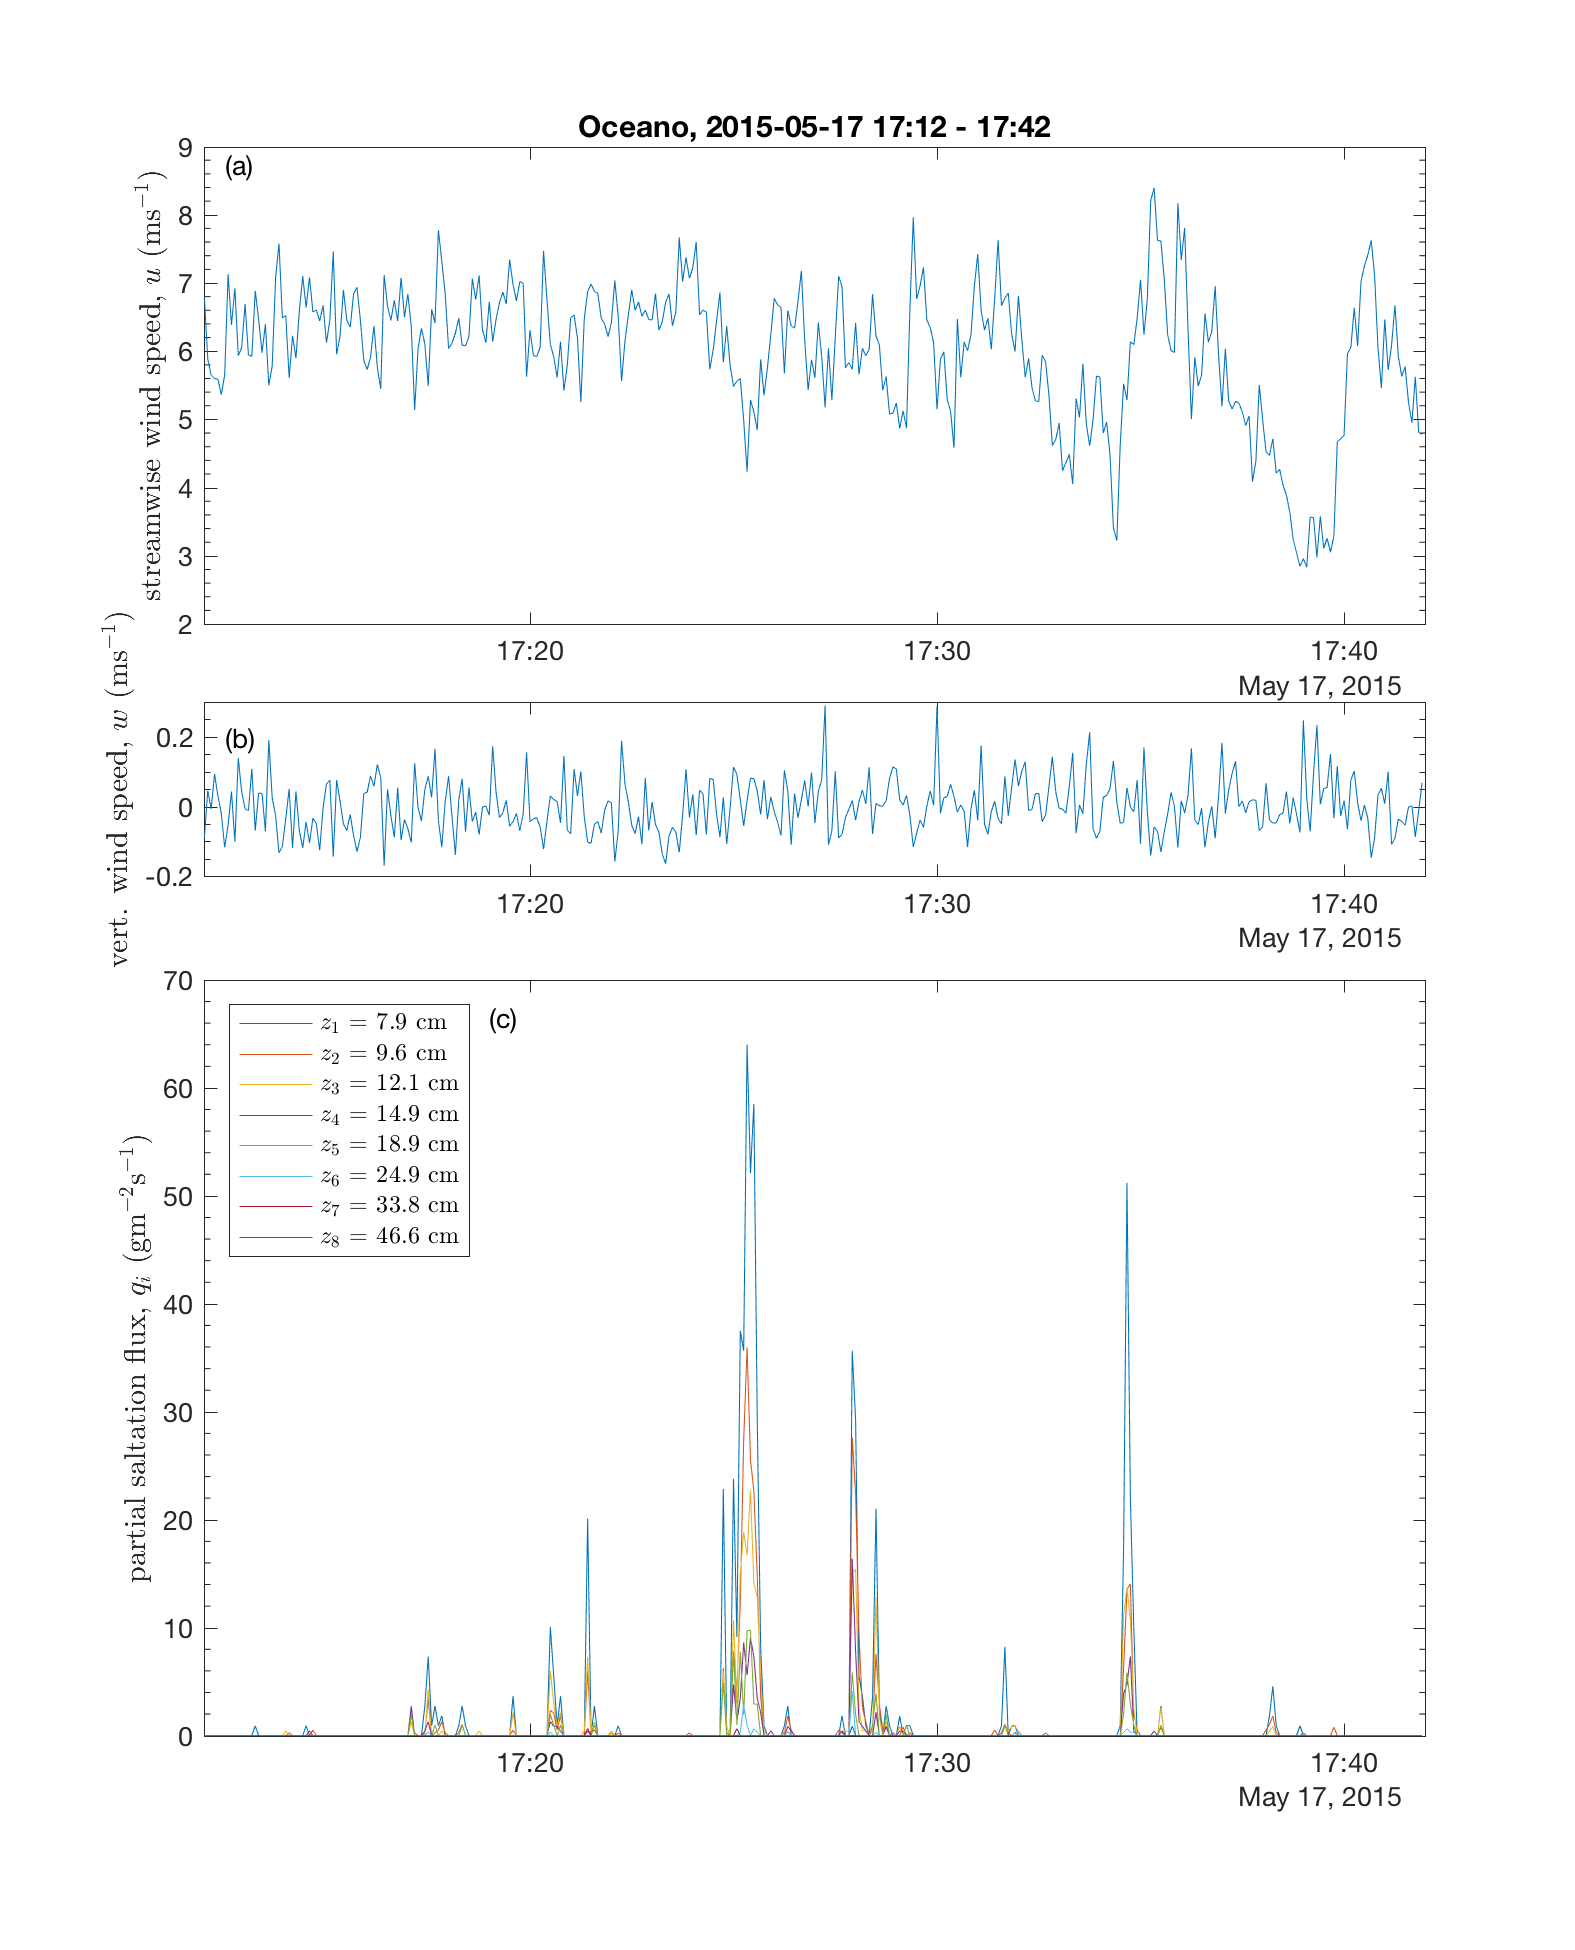 Oceano, 2015-05-17 17:12 - 17:42
(a)
streamwise wind speed, u (ms⁻¹)
9
8
7
6
5
4
3
2
17:20 17:30 17:40
May 17, 2015
(b)
vert. wind speed, w (ms⁻¹)
0.2
0
-0.2
17:20 17:30 17:40
May 17, 2015
(c)
partial saltation flux, qᵢ (gm⁻²s⁻¹)
70
60
50
40
30
20
10
0
z₁ = 7.9 cm
z₂ = 9.6 cm
z₃ = 12.1 cm
z₄ = 14.9 cm
z₅ = 18.9 cm
z₆ = 24.9 cm
z₇ = 33.8 cm
z₈ = 46.6 cm
17:20 17:30 17:40
May 17, 2015